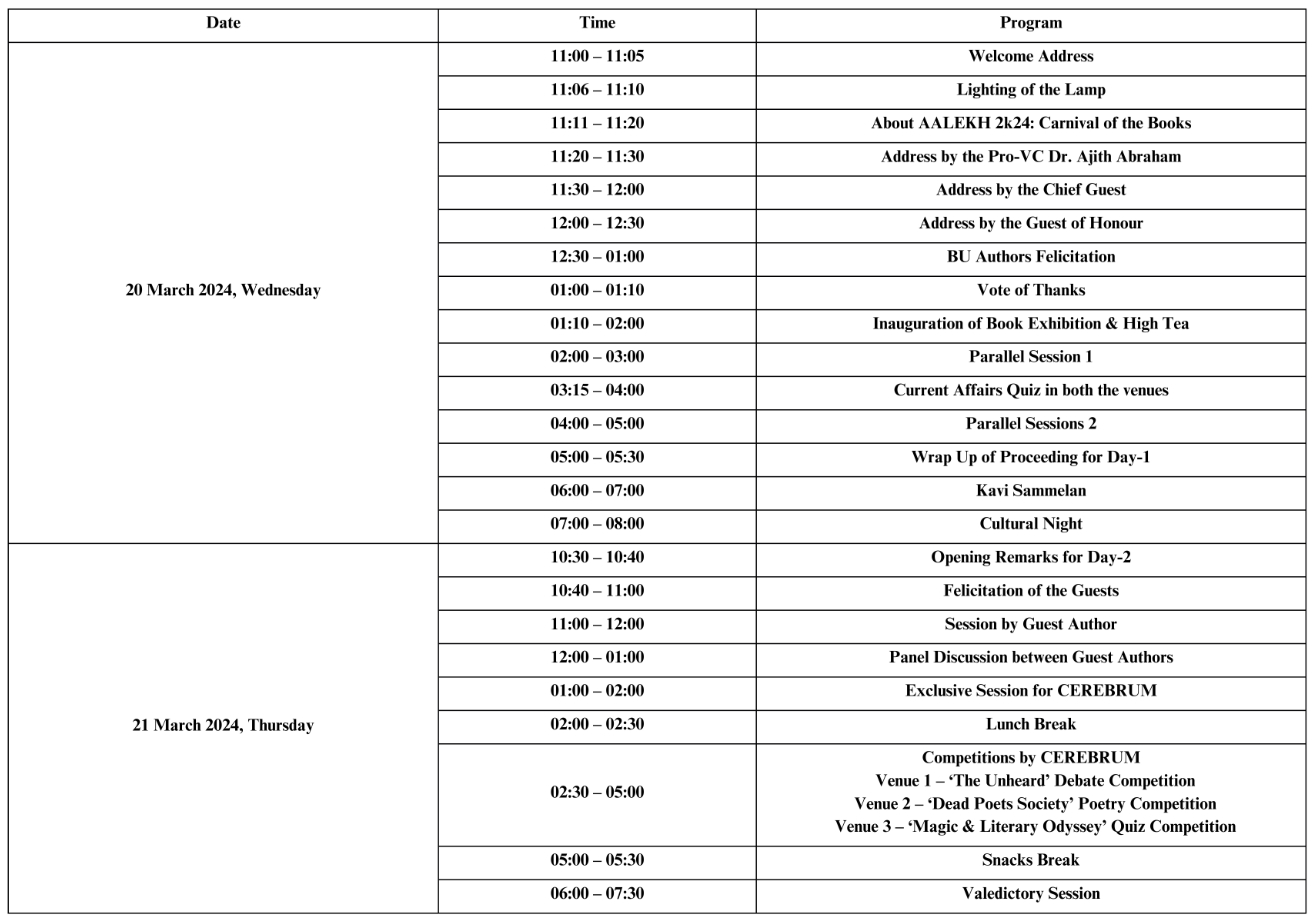 Date Time Program
20 March 2024, Wednesday
11:00 – 11:05 Welcome Address
11:06 – 11:10 Lighting of the Lamp
11:11 – 11:20 About AALEKH 2k24: Carnival of the Books
11:20 – 11:30 Address by the Pro-VC Dr. Ajith Abraham
11:30 – 12:00 Address by the Chief Guest
12:00 – 12:30 Address by the Guest of Honour
12:30 – 01:00 BU Authors Felicitation
01:00 – 01:10 Vote of Thanks
01:10 – 02:00 Inauguration of Book Exhibition & High Tea
02:00 – 03:00 Parallel Session 1
03:15 – 04:00 Current Affairs Quiz in both the venues
04:00 – 05:00 Parallel Sessions 2
05:00 – 05:30 Wrap Up of Proceeding for Day-1
06:00 – 07:00 Kavi Sammelan
07:00 – 08:00 Cultural Night
21 March 2024, Thursday
10:30 – 10:40 Opening Remarks for Day-2
10:40 – 11:00 Felicitation of the Guests
11:00 – 12:00 Session by Guest Author
12:00 – 01:00 Panel Discussion between Guest Authors
01:00 – 02:00 Exclusive Session for CEREBRUM
02:00 – 02:30 Lunch Break
02:30 – 05:00 Competitions by CEREBRUM
Venue 1 – ‘The Unheard’ Debate Competition
Venue 2 – ‘Dead Poets Society’ Poetry Competition
Venue 3 – ‘Magic & Literary Odyssey’ Quiz Competition
05:00 – 05:30 Snacks Break
06:00 – 07:30 Valedictory Session